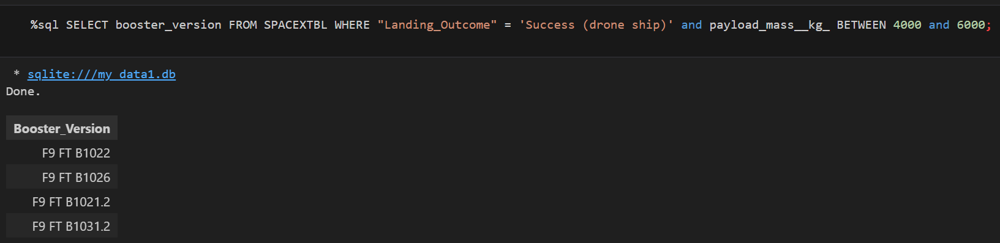 %sql SELECT booster_version FROM SPACEXTBL WHERE "Landing_Outcome" = 'Success (drone ship)' and payload_mass__kg_ BETWEEN 4000 and 6000;
* sqlite:///my_data1.db
Done.
Booster_Version
F9 FT B1022
F9 FT B1026
F9 FT B1021.2
F9 FT B1031.2